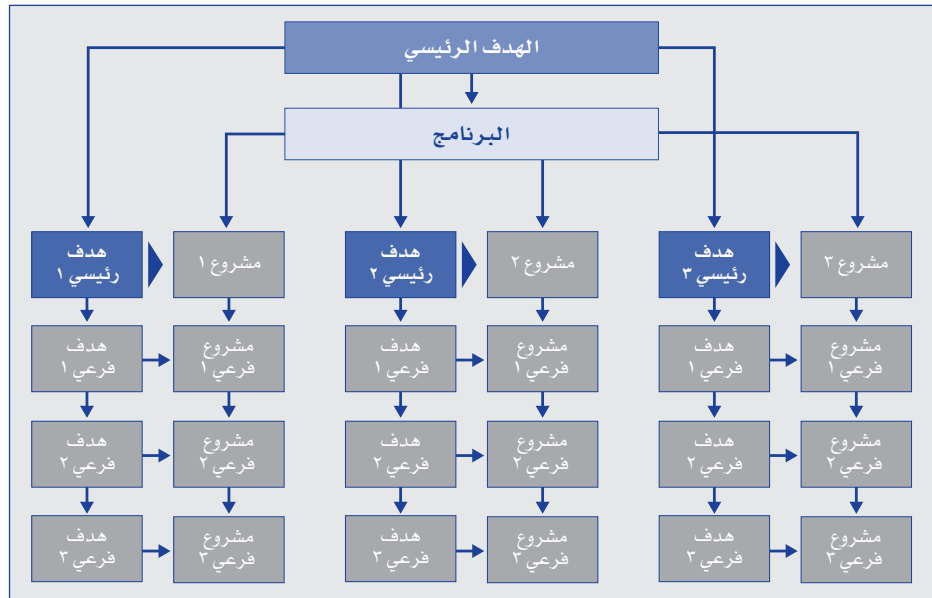 الهدف الرئيسي
البرنامج
هدف
رئيسي ١
مشروع ١
هدف
رئيسي ٢
مشروع ٢
هدف
رئيسي ٣
مشروع ٣
هدف
فرعي ١
مشروع
فرعي ١
هدف
فرعي ١
مشروع
فرعي ١
هدف
فرعي ١
مشروع
فرعي ١
هدف
فرعي ٢
مشروع
فرعي ٢
هدف
فرعي ٢
مشروع
فرعي ٢
هدف
فرعي ٢
مشروع
فرعي ٢
هدف
فرعي ٣
مشروع
فرعي ٣
هدف
فرعي ٣
مشروع
فرعي ٣
هدف
فرعي ٣
مشروع
فرعي ٣